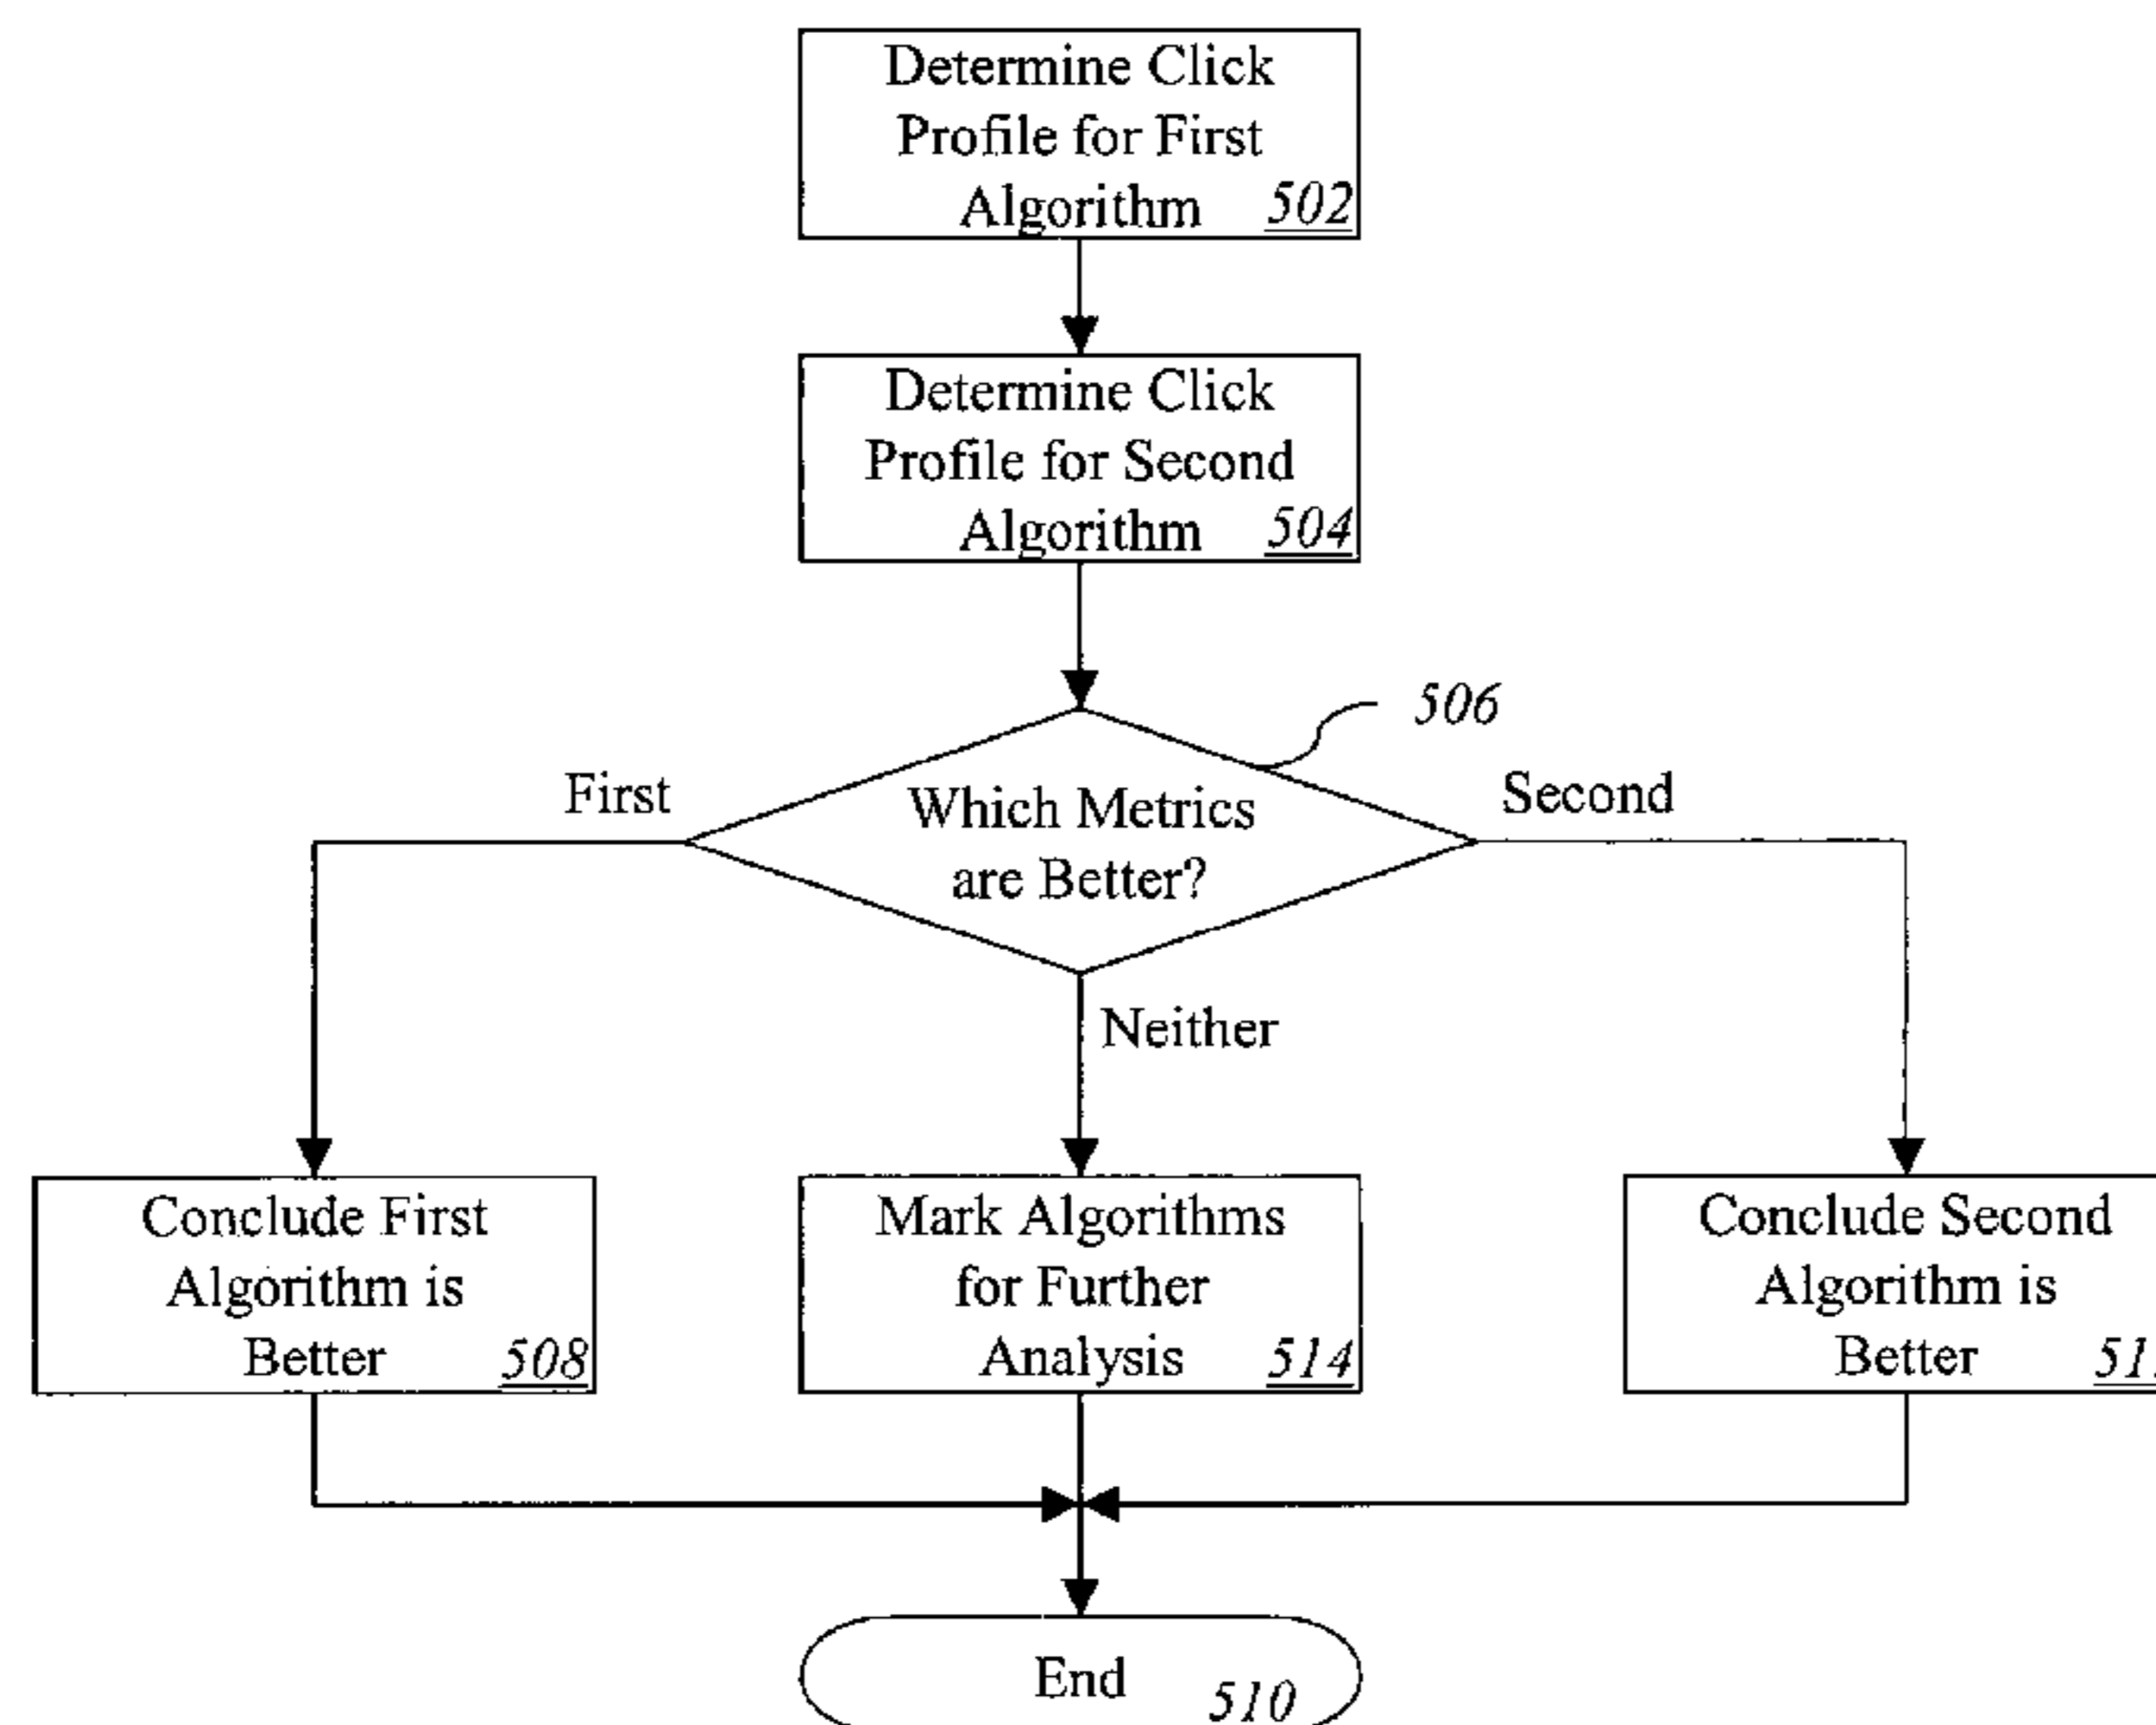 Determine Click
Profile for First
Algorithm 502
Determine Click
Profile for Second
Algorithm 504
506
First
Second
Which Metrics
are Better?
Neither
Conclude First
Algorithm is
Better 508
Mark Algorithms
for Further
Analysis 514
Conclude Second
Algorithm is
Better
End 510